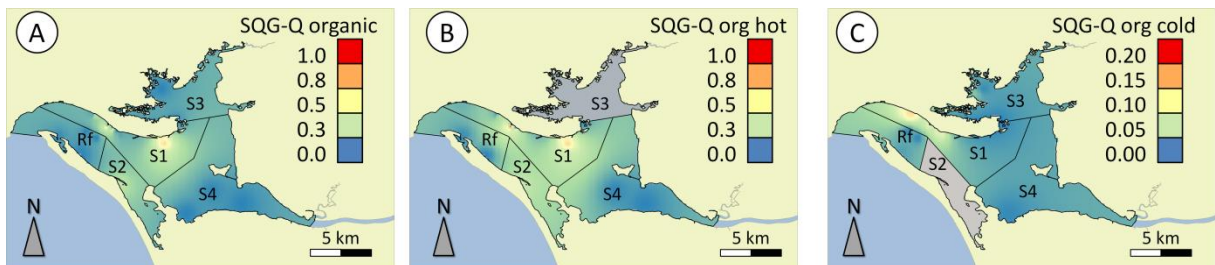 A
SQG-Q organic
1.0
0.8
0.5
0.3
0.0
S3
Rf
S2
S1
S4
N
5 km
B
SQG-Q org hot
1.0
0.8
0.5
0.3
0.0
S3
Rf
S2
S1
S4
N
5 km
C
SQG-Q org cold
0.20
0.15
0.10
0.05
0.00
S3
Rf
S2
S1
S4
N
5 km